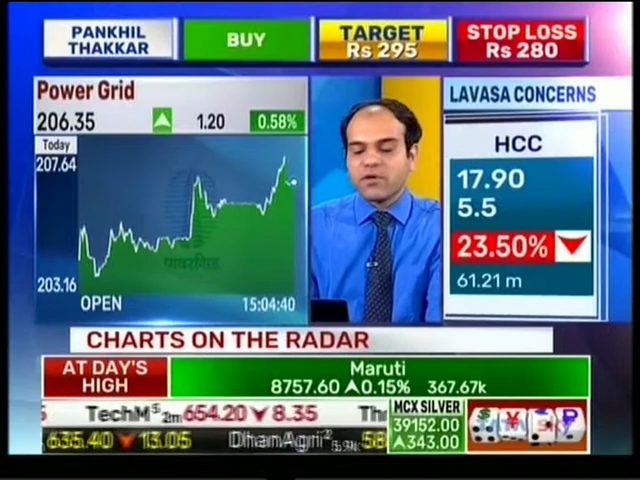 PANKHIL
THAKKAR
BUY
TARGET
Rs 295
STOP LOSS
Rs 280
Power Grid
206.35 1.20 0.58%
Today
207.64
203.16
OPEN 15:04:40
पावरग्रिड
LAVASA CONCERNS
HCC
17.90
5.5
23.50%
61.21 m
CHARTS ON THE RADAR
AT DAY'S
HIGH
Maruti
8757.60 ▲0.15% 367.67k
TechM 2m 654.20 8.35
635.40 13.05 DhanAgri
MCX SILVER
39152.00
343.00